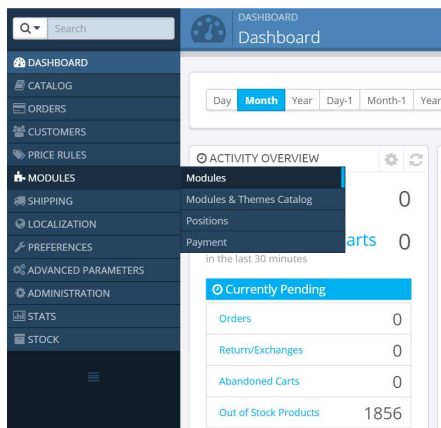 Search
DASHBOARD
Dashboard
DASHBOARD
CATALOG
ORDERS
CUSTOMERS
PRICE RULES
MODULES
SHIPPING
LOCALIZATION
PREFERENCES
ADVANCED PARAMETERS
ADMINISTRATION
STATS
STOCK
Modules
Modules & Themes Catalog
Positions
Payment
Day Month Year Day-1 Month-1 Year
ACTIVITY OVERVIEW
0
arts 0
in the last 30 minutes
Currently Pending
Orders 0
Return/Exchanges 0
Abandoned Carts 0
Out of Stock Products 1856